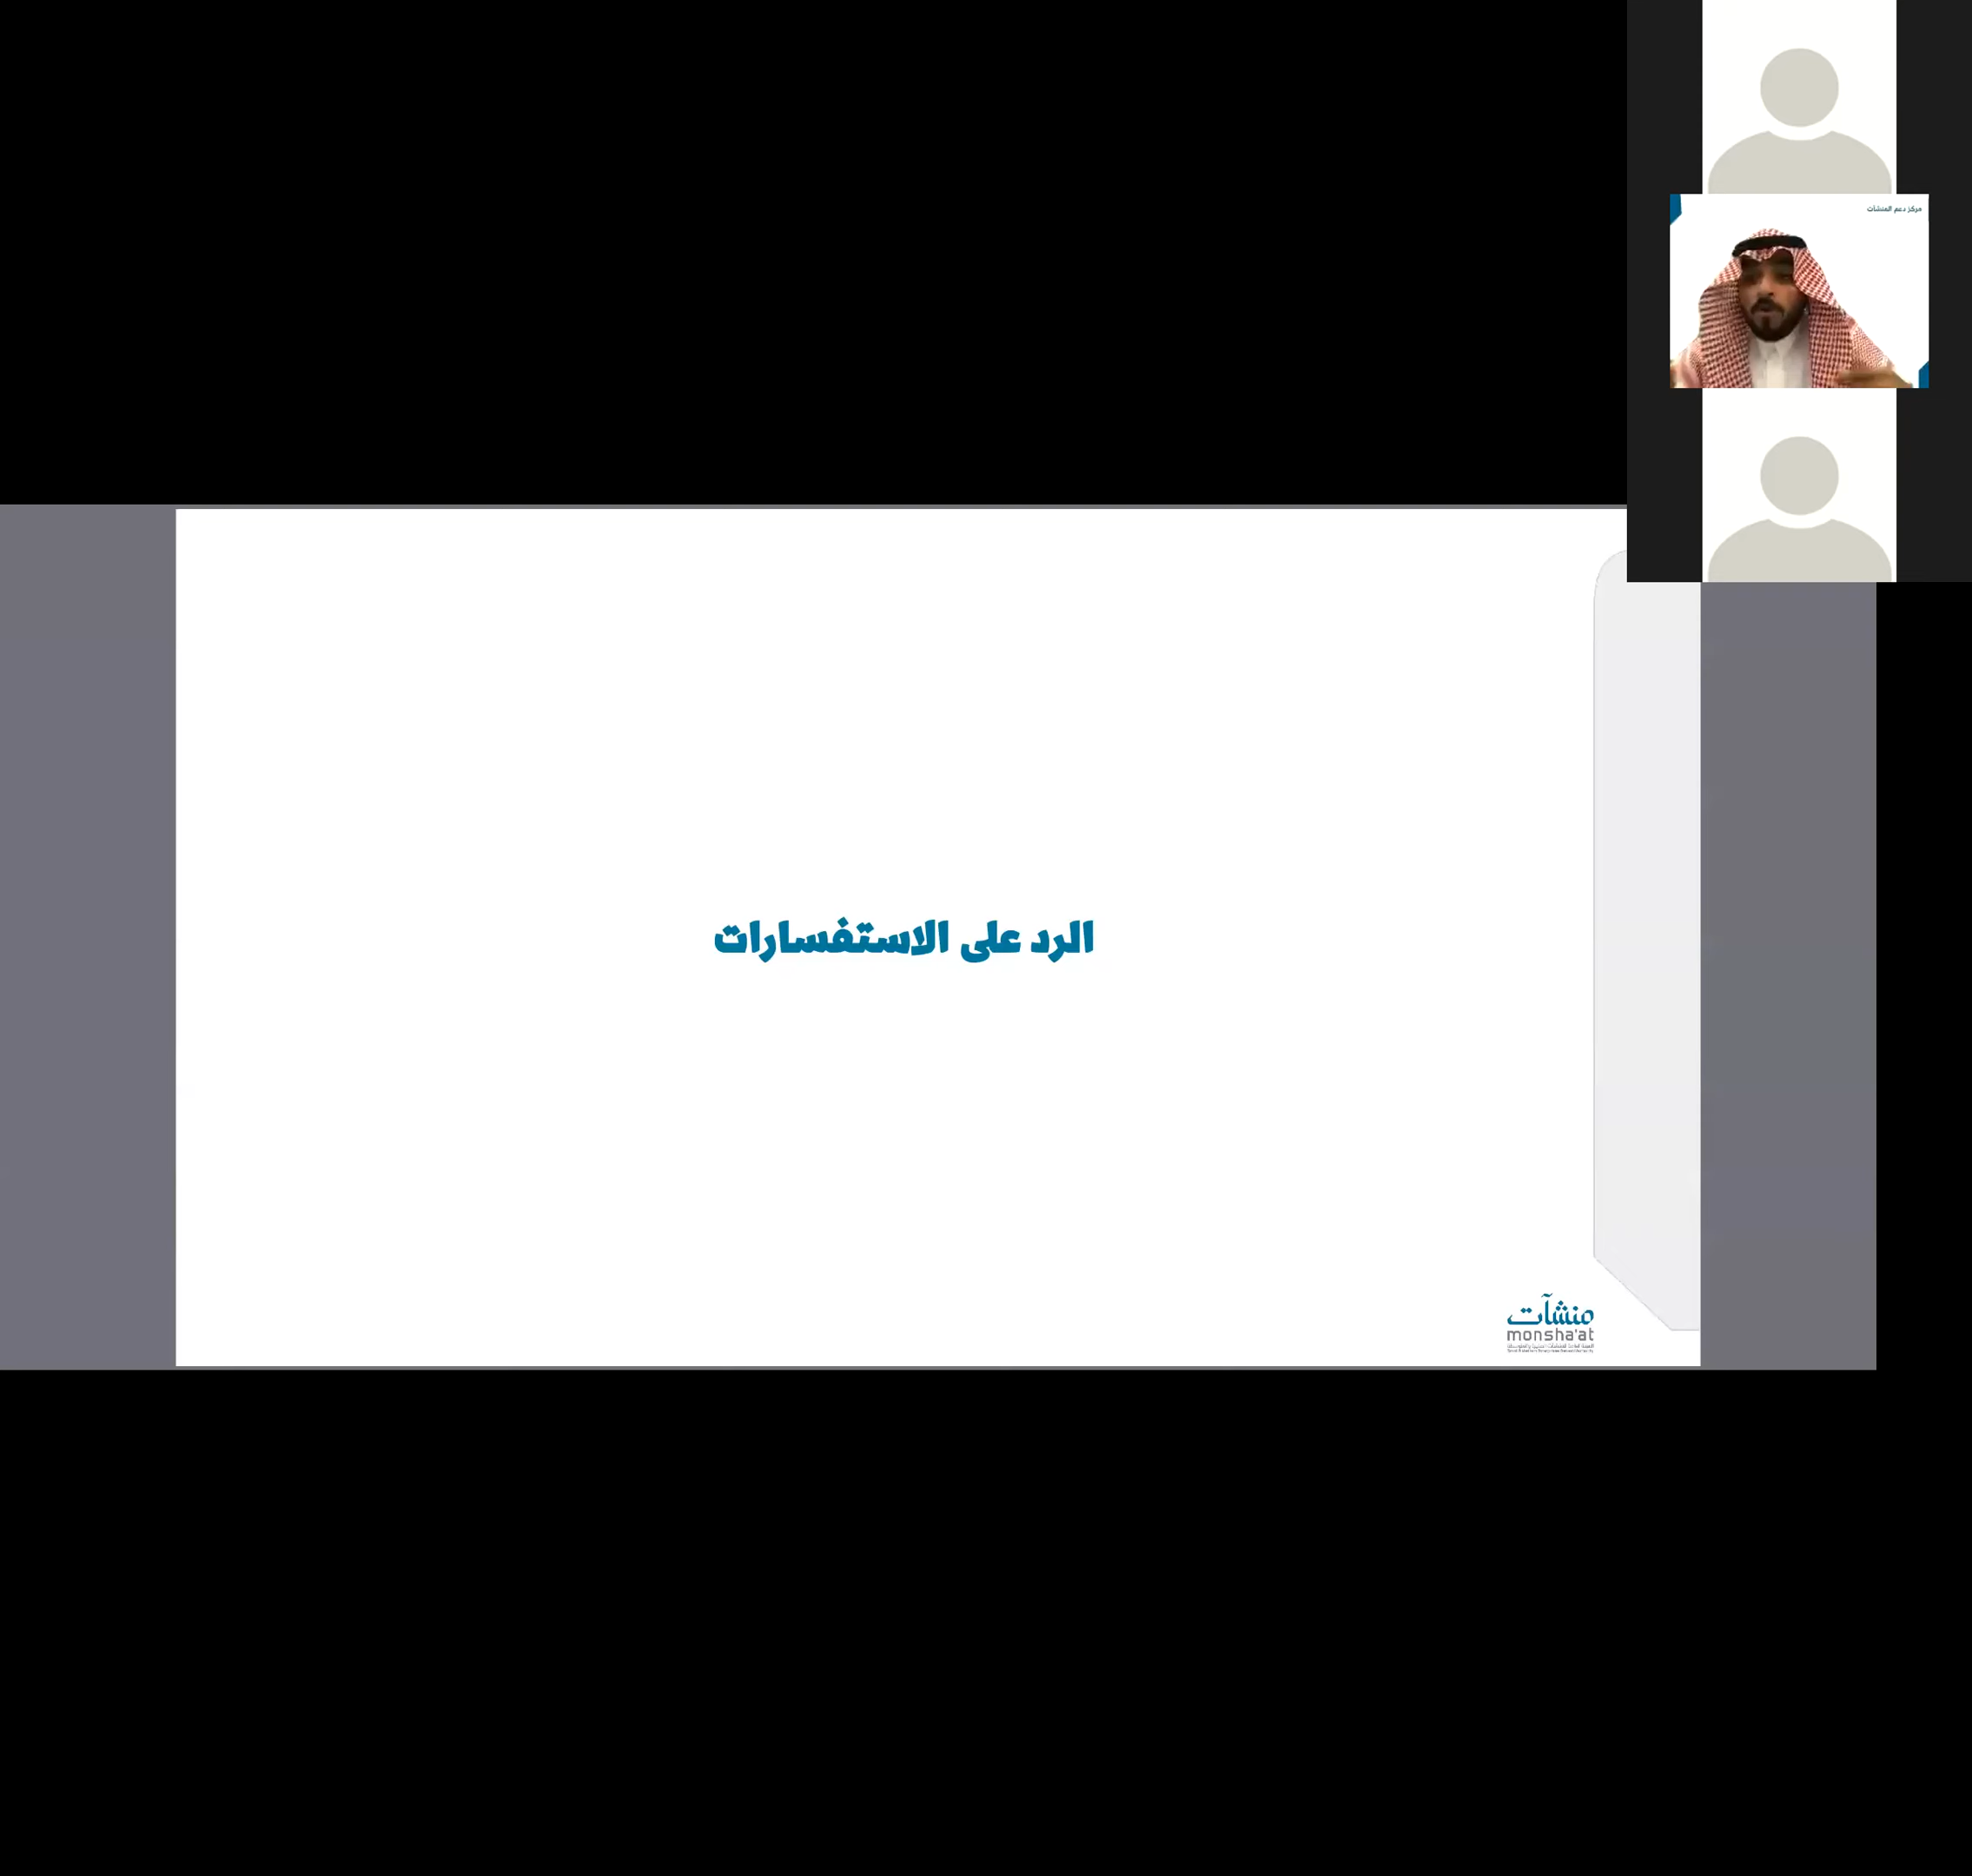 مركز دعم المنشآت
الرد على الاستفسارات
منشآت
monsha'at